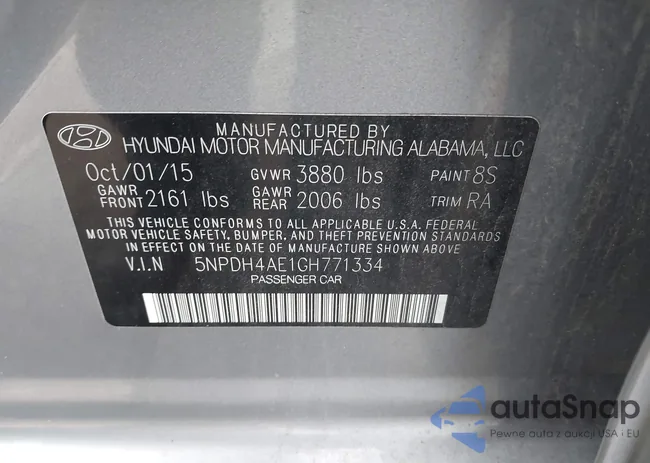 MANUFACTURED BY
HYUNDAI MOTOR MANUFACTURING ALABAMA, LLC
Oct/01/15 GVWR 3880 lbs PAINT 8S
GAWR FRONT 2161 lbs GAWR REAR 2006 lbs TRIM RA
THIS VEHICLE CONFORMS TO ALL APPLICABLE U.S.A. FEDERAL
MOTOR VEHICLE SAFETY, BUMPER, AND THEFT PREVENTION STANDARDS
IN EFFECT ON THE DATE OF MANUFACTURE SHOWN ABOVE.
V.I.N 5NPDH4AE1GH771334
PASSENGER CAR
autoSnap
Pewne auta z aukcji USA i EU